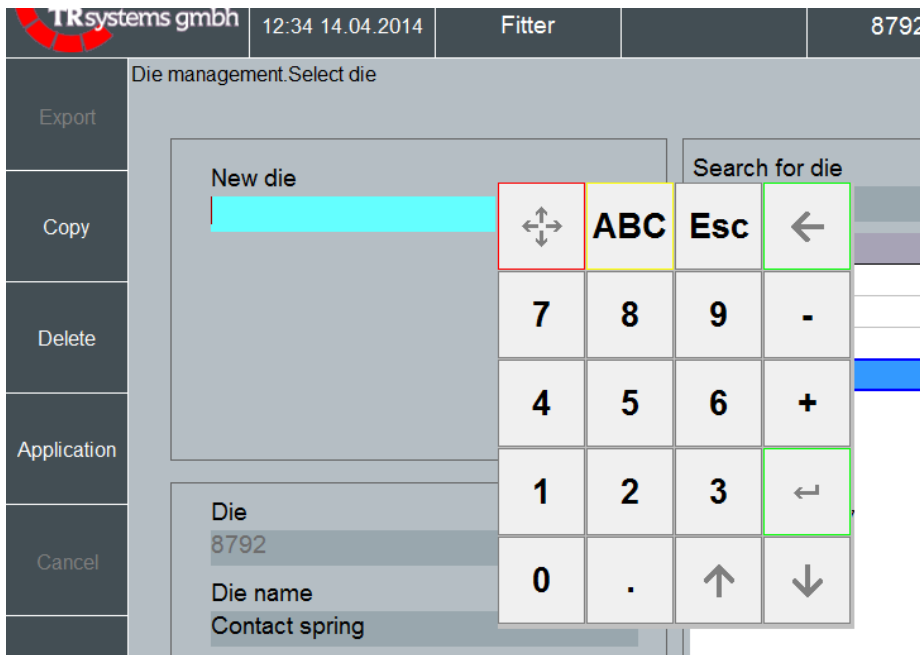 TRsystems gmbh
12:34 14.04.2014
Fitter
8792
Die management.Select die
Export
Copy
Delete
Application
Cancel
New die
Search for die
ABC Esc
7 8 9 -
4 5 6 +
1 2 3
0 .
Die
8792
Die name
Contact spring